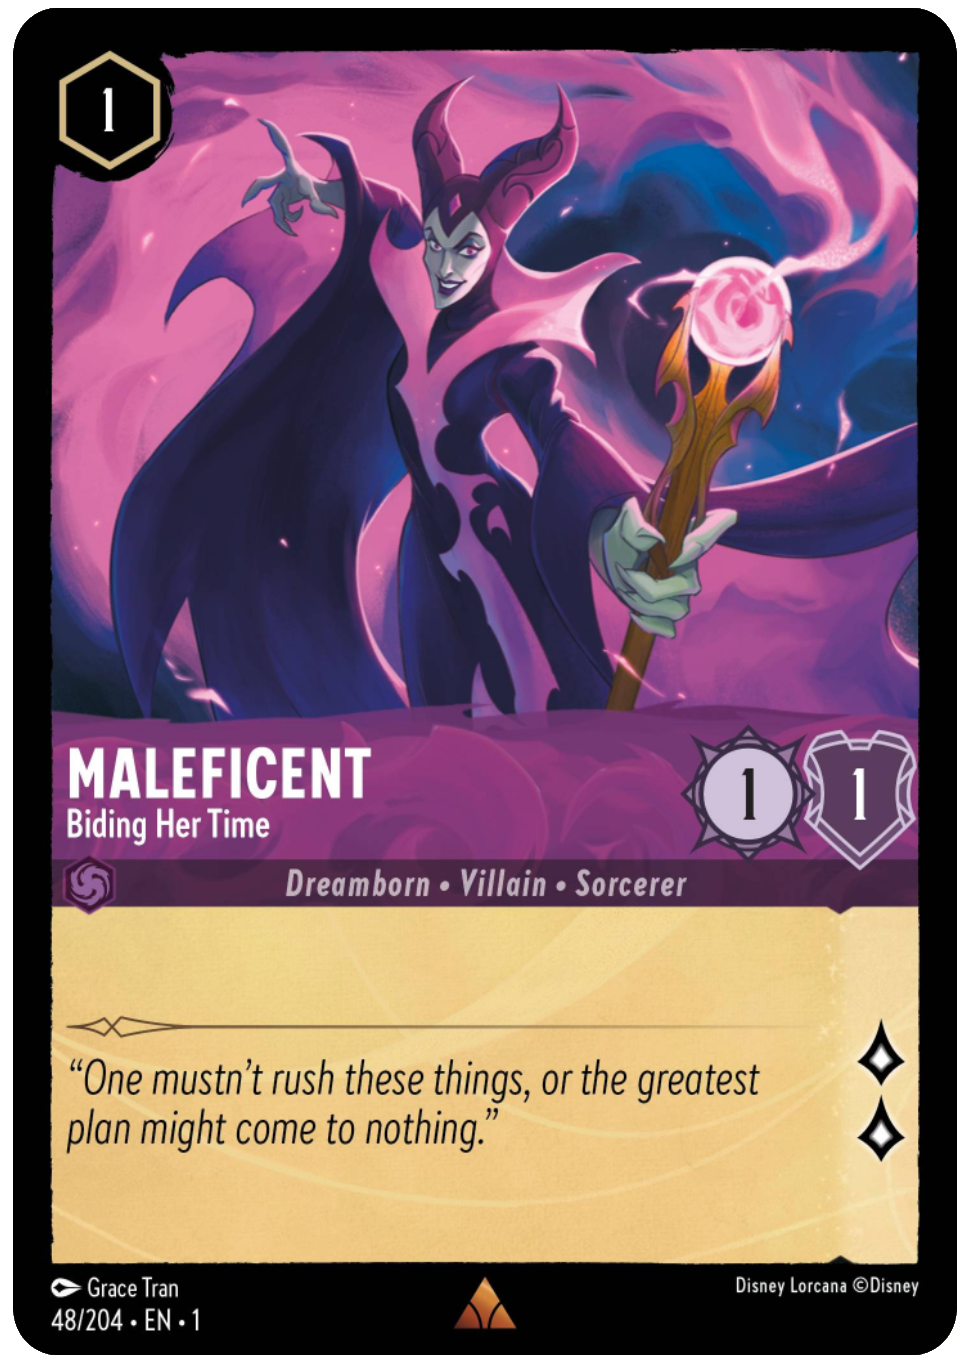 1
MALEFICENT
Biding Her Time
1
1
Dreamborn • Villain • Sorcerer
“One mustn’t rush these things, or the greatest
plan might come to nothing.”
Grace Tran
Disney Lorcana ©Disney
48/204 • EN • 1